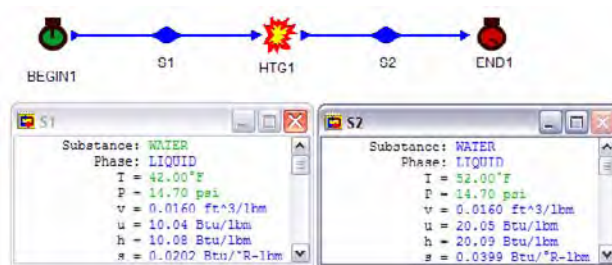 BEGIN1
S1
HTG1
S2
END1
S1
Substance: WATER
Phase: LIQUID
T = 42.00°F
P = 14.70 psi
v = 0.0160 ft^3/lbm
u = 10.04 Btu/lbm
h = 10.08 Btu/lbm
s = 0.0202 Btu/°R-lbm
S2
Substance: WATER
Phase: LIQUID
T = 52.00°F
P = 14.70 psi
v = 0.0160 ft^3/lbm
u = 20.05 Btu/lbm
h = 20.09 Btu/lbm
s = 0.0399 Btu/°R-lbm